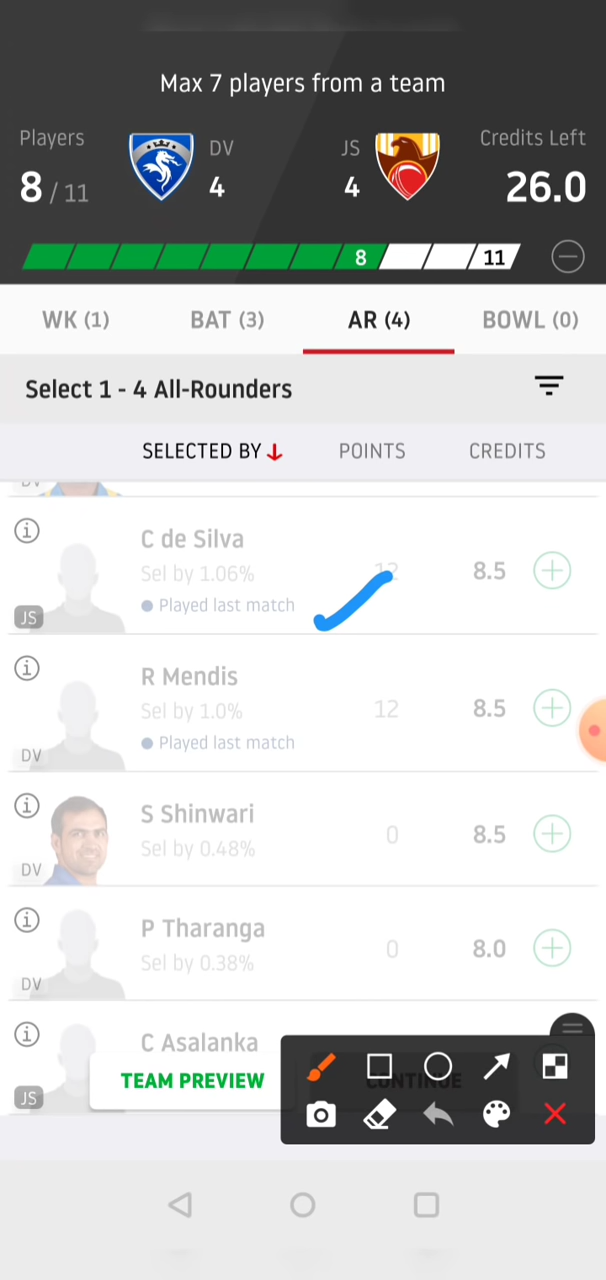 Max 7 players from a team
Players DV JS Credits Left
8 / 11 4 4 26.0
8 11
WK (1) BAT (3) AR (4) BOWL (0)
Select 1 - 4 All-Rounders
SELECTED BY POINTS CREDITS
DV
C de Silva
Sel by 1.06% 12 8.5
Played last match
JS
R Mendis
Sel by 1.0% 12 8.5
Played last match
DV
S Shinwari
Sel by 0.48% 0 8.5
DV
P Tharanga
Sel by 0.38% 0 8.0
DV
C Asalanka
TEAM PREVIEW CONTINUE
JS